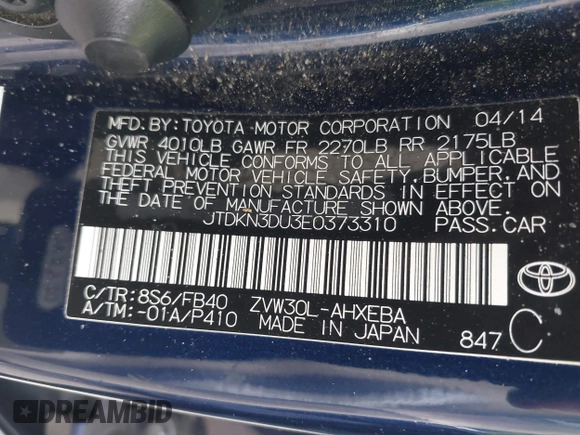 MFD.BY:TOYOTA MOTOR CORPORATION 04/14
GVWR 4010LB GAWR FR 2270LB RR 2175LB
THIS VEHICLE CONFORMS TO ALL APPLICABLE
FEDERAL MOTOR VEHICLE SAFETY,BUMPER,AND
THEFT PREVENTION STANDARDS IN EFFECT ON
THE DATE OF MANUFACTURE SHOWN ABOVE.
JTDKN3DU3E0373310 PASS.CAR
C/TR:8S6/FB40 ZVW30L-AHXEBA
A/TM:-01A/P410 MADE IN JAPAN 847 C
DREAMBID